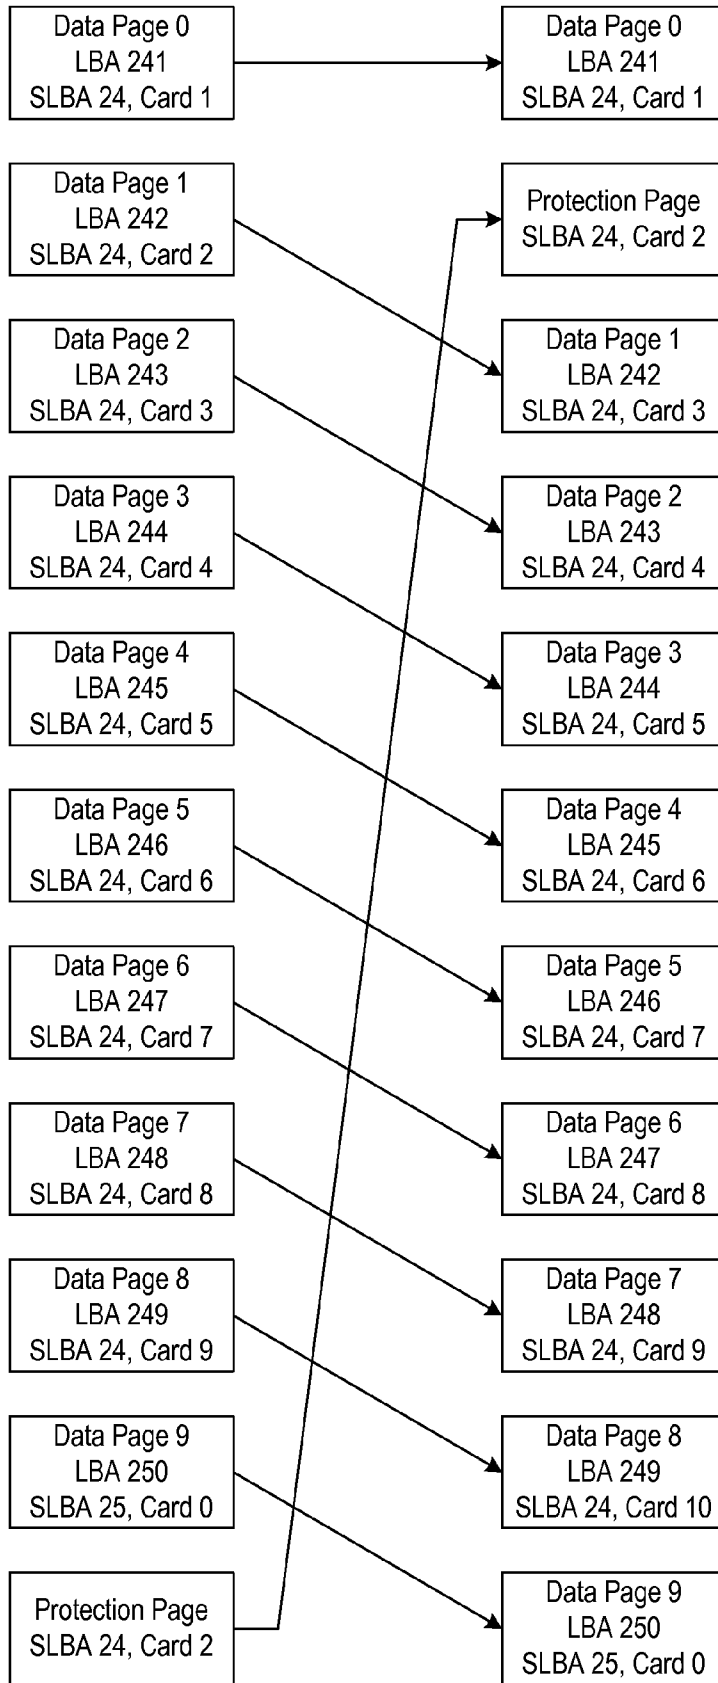 Data Page 0
LBA 241
SLBA 24, Card 1
Data Page 1
LBA 242
SLBA 24, Card 2
Data Page 2
LBA 243
SLBA 24, Card 3
Data Page 3
LBA 244
SLBA 24, Card 4
Data Page 4
LBA 245
SLBA 24, Card 5
Data Page 5
LBA 246
SLBA 24, Card 6
Data Page 6
LBA 247
SLBA 24, Card 7
Data Page 7
LBA 248
SLBA 24, Card 8
Data Page 8
LBA 249
SLBA 24, Card 9
Data Page 9
LBA 250
SLBA 25, Card 0
Protection Page
SLBA 24, Card 2
Data Page 0
LBA 241
SLBA 24, Card 1
Protection Page
SLBA 24, Card 2
Data Page 1
LBA 242
SLBA 24, Card 3
Data Page 2
LBA 243
SLBA 24, Card 4
Data Page 3
LBA 244
SLBA 24, Card 5
Data Page 4
LBA 245
SLBA 24, Card 6
Data Page 5
LBA 246
SLBA 24, Card 7
Data Page 6
LBA 247
SLBA 24, Card 8
Data Page 7
LBA 248
SLBA 24, Card 9
Data Page 8
LBA 249
SLBA 24, Card 10
Data Page 9
LBA 250
SLBA 25, Card 0